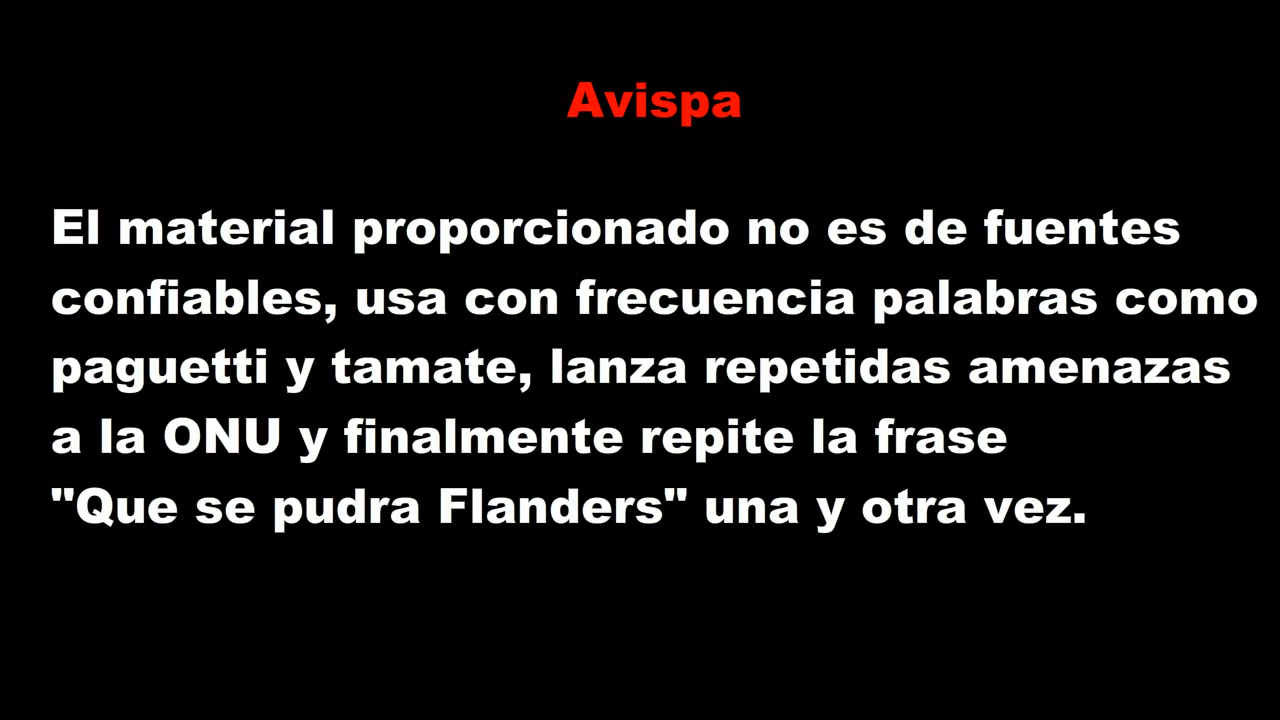 Avispa
El material proporcionado no es de fuentes
confiables, usa con frecuencia palabras como
paguetti y tamate, lanza repetidas amenazas
a la ONU y finalmente repite la frase
"Que se pudra Flanders" una y otra vez.